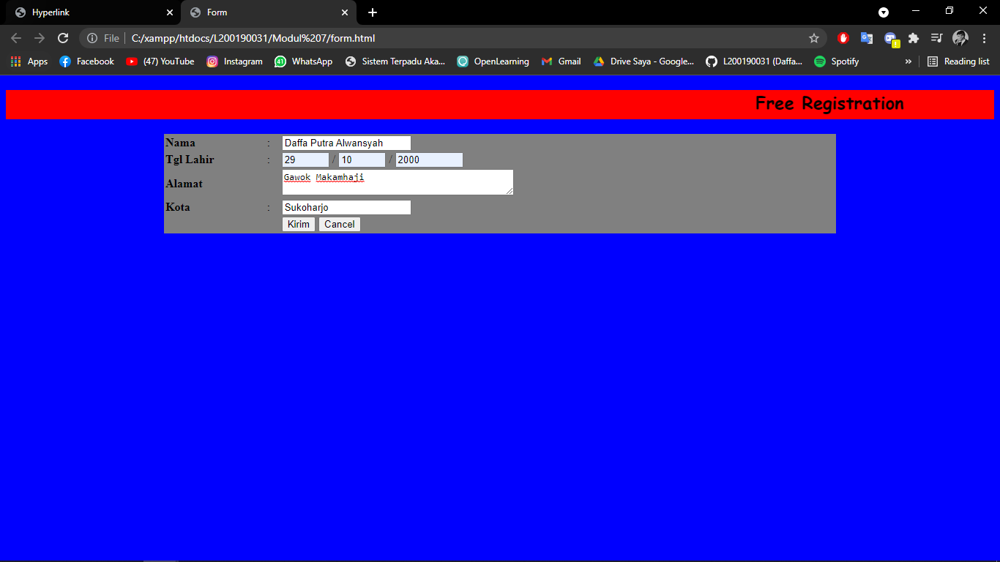 Hyperlink
Form
File
C:/xampp/htdocs/L200190031/Modul%207/form.html
Apps
Facebook
(47) YouTube
Instagram
41
WhatsApp
Sistem Terpadu Aka...
OpenLearning
Gmail
Drive Saya - Google...
L200190031 (Daffa...
Spotify
»
Reading list
Free Registration
Nama : Daffa Putra Alwansyah
Tgl Lahir : 29 / 10 / 2000
Alamat Gawok Makamhaji
Kota : Sukoharjo
Kirim Cancel